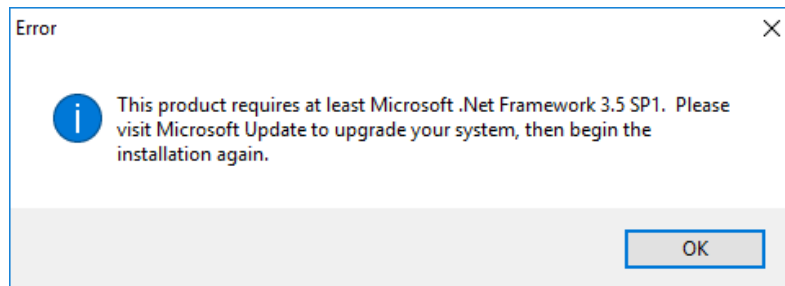 Error
This product requires at least Microsoft .Net Framework 3.5 SP1.  Please
visit Microsoft Update to upgrade your system, then begin the
installation again.
OK